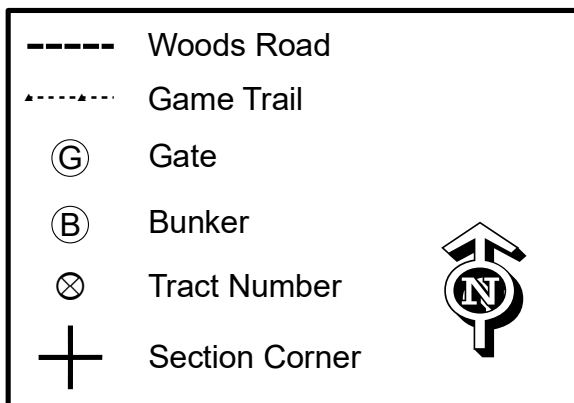 Woods Road
Game Trail
G Gate
B Bunker
Tract Number
N
Section Corner